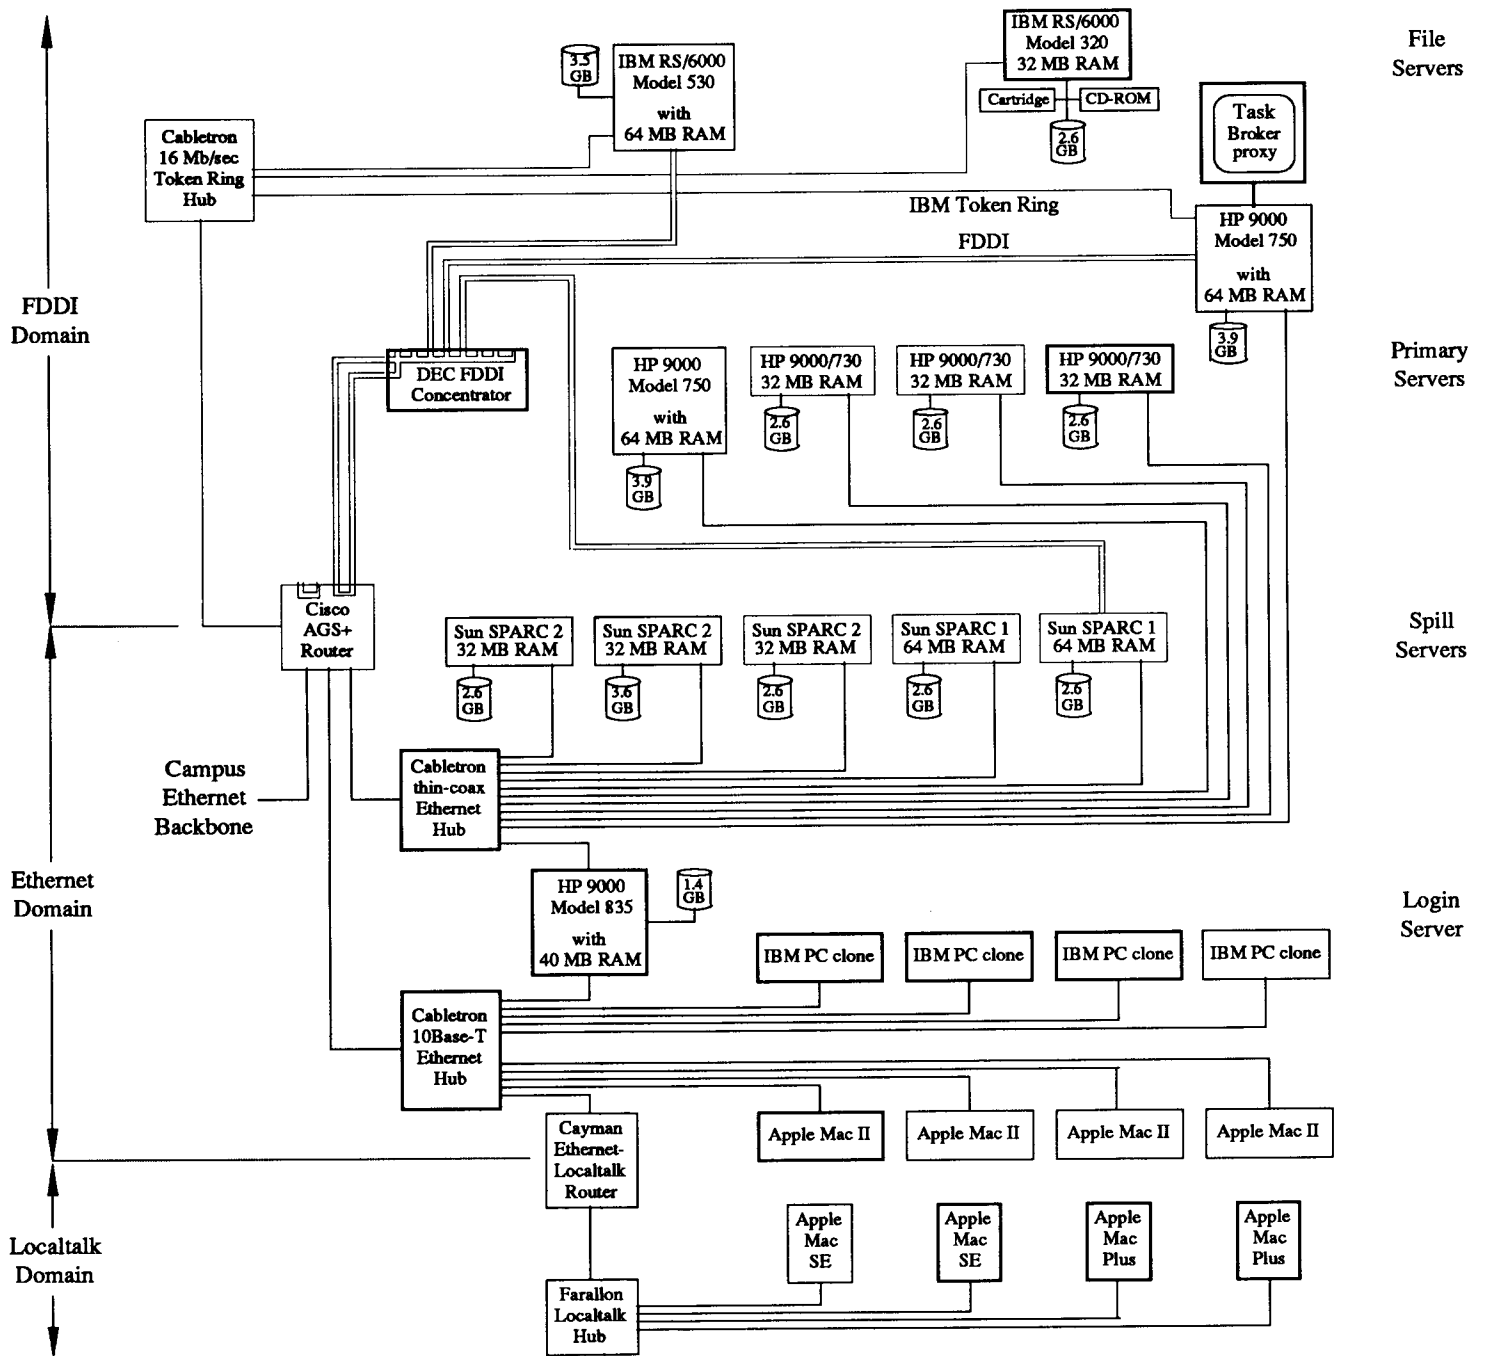 IBM RS/6000
Model 320
32 MB RAM
File
Servers
3.5
GB
IBM RS/6000
Model 530
with
64 MB RAM
Cartridge
CD-ROM
2.6
GB
Task
Broker
proxy
Cabletron
16 Mb/sec
Token Ring
Hub
IBM Token Ring
FDDI
HP 9000
Model 750
with
64 MB RAM
3.9
GB
FDDI
Domain
DEC FDDI
Concentrator
HP 9000
Model 750
with
64 MB RAM
3.9
GB
HP 9000/730
32 MB RAM
2.6
GB
HP 9000/730
32 MB RAM
2.6
GB
HP 9000/730
32 MB RAM
2.6
GB
Primary
Servers
Cisco
AGS+
Router
Sun SPARC 2
32 MB RAM
2.6
GB
Sun SPARC 2
32 MB RAM
3.6
GB
Sun SPARC 2
32 MB RAM
2.6
GB
Sun SPARC 1
64 MB RAM
2.6
GB
Sun SPARC 1
64 MB RAM
2.6
GB
Spill
Servers
Campus
Ethernet
Backbone
Cabletron
thin-coax
Ethernet
Hub
Ethernet
Domain
HP 9000
Model 835
with
40 MB RAM
1.4
GB
Login
Server
IBM PC clone
IBM PC clone
IBM PC clone
IBM PC clone
Cabletron
10Base-T
Ethernet
Hub
Cayman
Ethernet-
Localtalk
Router
Apple Mac II
Apple Mac II
Apple Mac II
Apple Mac II
Localtalk
Domain
Apple
Mac
SE
Apple
Mac
SE
Apple
Mac
Plus
Apple
Mac
Plus
Farallon
Localtalk
Hub